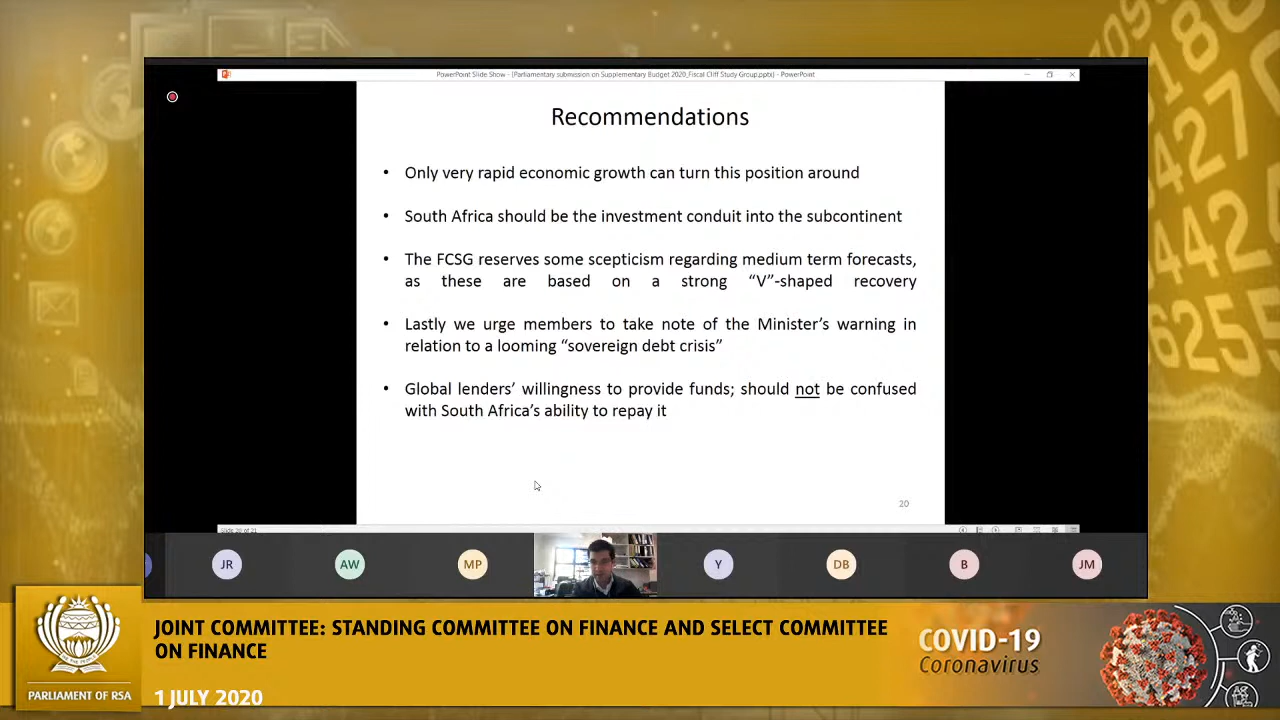 PowerPoint Slide Show - (Parliamentary submission on Supplementary Budget 2020_Fiscal Cliff Study Group.pptx) - PowerPoint
Recommendations
• Only very rapid economic growth can turn this position around
• South Africa should be the investment conduit into the subcontinent
• The FCSG reserves some scepticism regarding medium term forecasts,
as these are based on a strong “V”-shaped recovery
• Lastly we urge members to take note of the Minister’s warning in
relation to a looming “sovereign debt crisis”
• Global lenders’ willingness to provide funds; should not be confused
with South Africa’s ability to repay it
20
Slide 20 of 21
JR
AW
MP
Y
DB
B
JM
JOINT COMMITTEE: STANDING COMMITTEE ON FINANCE AND SELECT COMMITTEE
ON FINANCE
COVID-19
Coronavirus
PARLIAMENT OF RSA
1 JULY 2020